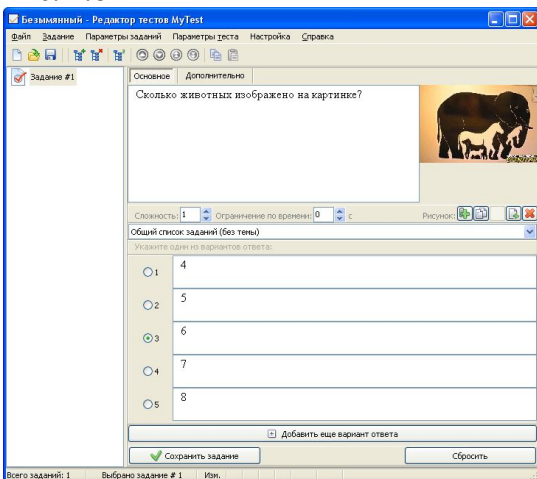 Безымянный - Редактор тестов MyTest
Файл Задание Параметры заданий Параметры теста Настройка Справка
Задание #1
Основное Дополнительно
Сколько животных изображено на картинке?
Сложность: 1 Ограничение по времени: 0 с Рисунок:
Общий список заданий (без темы)
Укажите один из вариантов ответа:
1 4
2 5
3 6
4 7
5 8
Добавить еще вариант ответа
Сохранить задание Сбросить
Всего заданий: 1 Выбрано задание # 1 Изм.